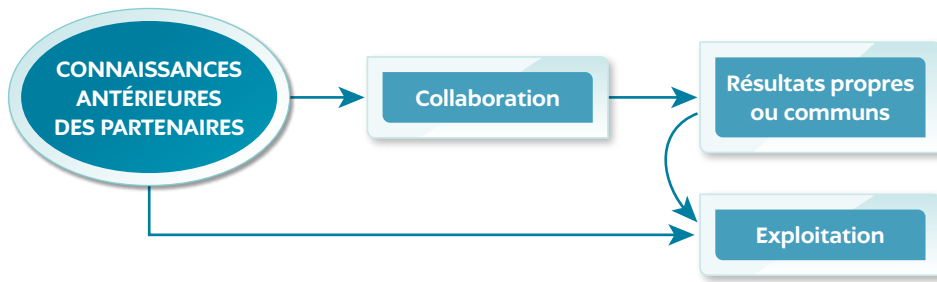 CONNAISSANCES
ANTÉRIEURES
DES PARTENAIRES
Collaboration
Résultats propres
ou communs
Exploitation